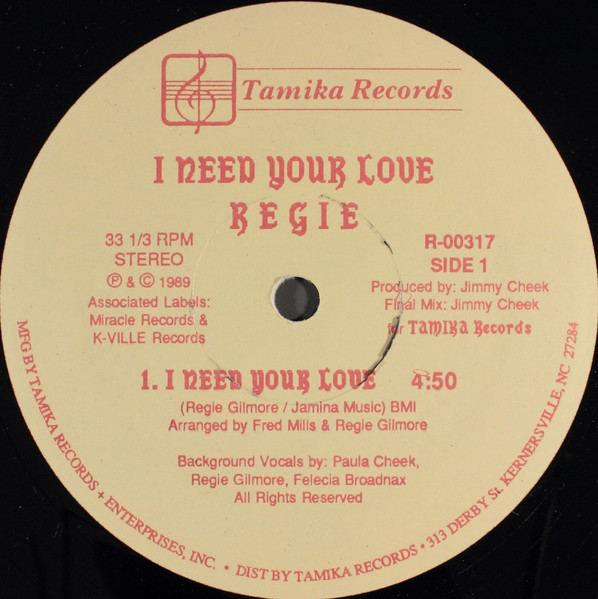 Tamika Records
I NEED YOUR LOVE
REGIE
33 1/3 RPM
STEREO
Ⓟ & © 1989
Associated Labels:
Miracle Records &
K-VILLE Records
R-00317
SIDE 1
Produced by: Jimmy Cheek
Final Mix: Jimmy Cheek
for TAMIKA Records
1. I NEED YOUR LOVE 4:50
(Regie Gilmore / Jamina Music) BMI
Arranged by Fred Mills & Regie Gilmore
Background Vocals by: Paula Cheek,
Regie Gilmore, Felecia Broadnax
All Rights Reserved
MFG BY TAMIKA RECORDS + ENTERPRISES, INC. • DIST BY TAMIKA RECORDS • 313 DERBY St. KERNERSVILLE, NC 27284